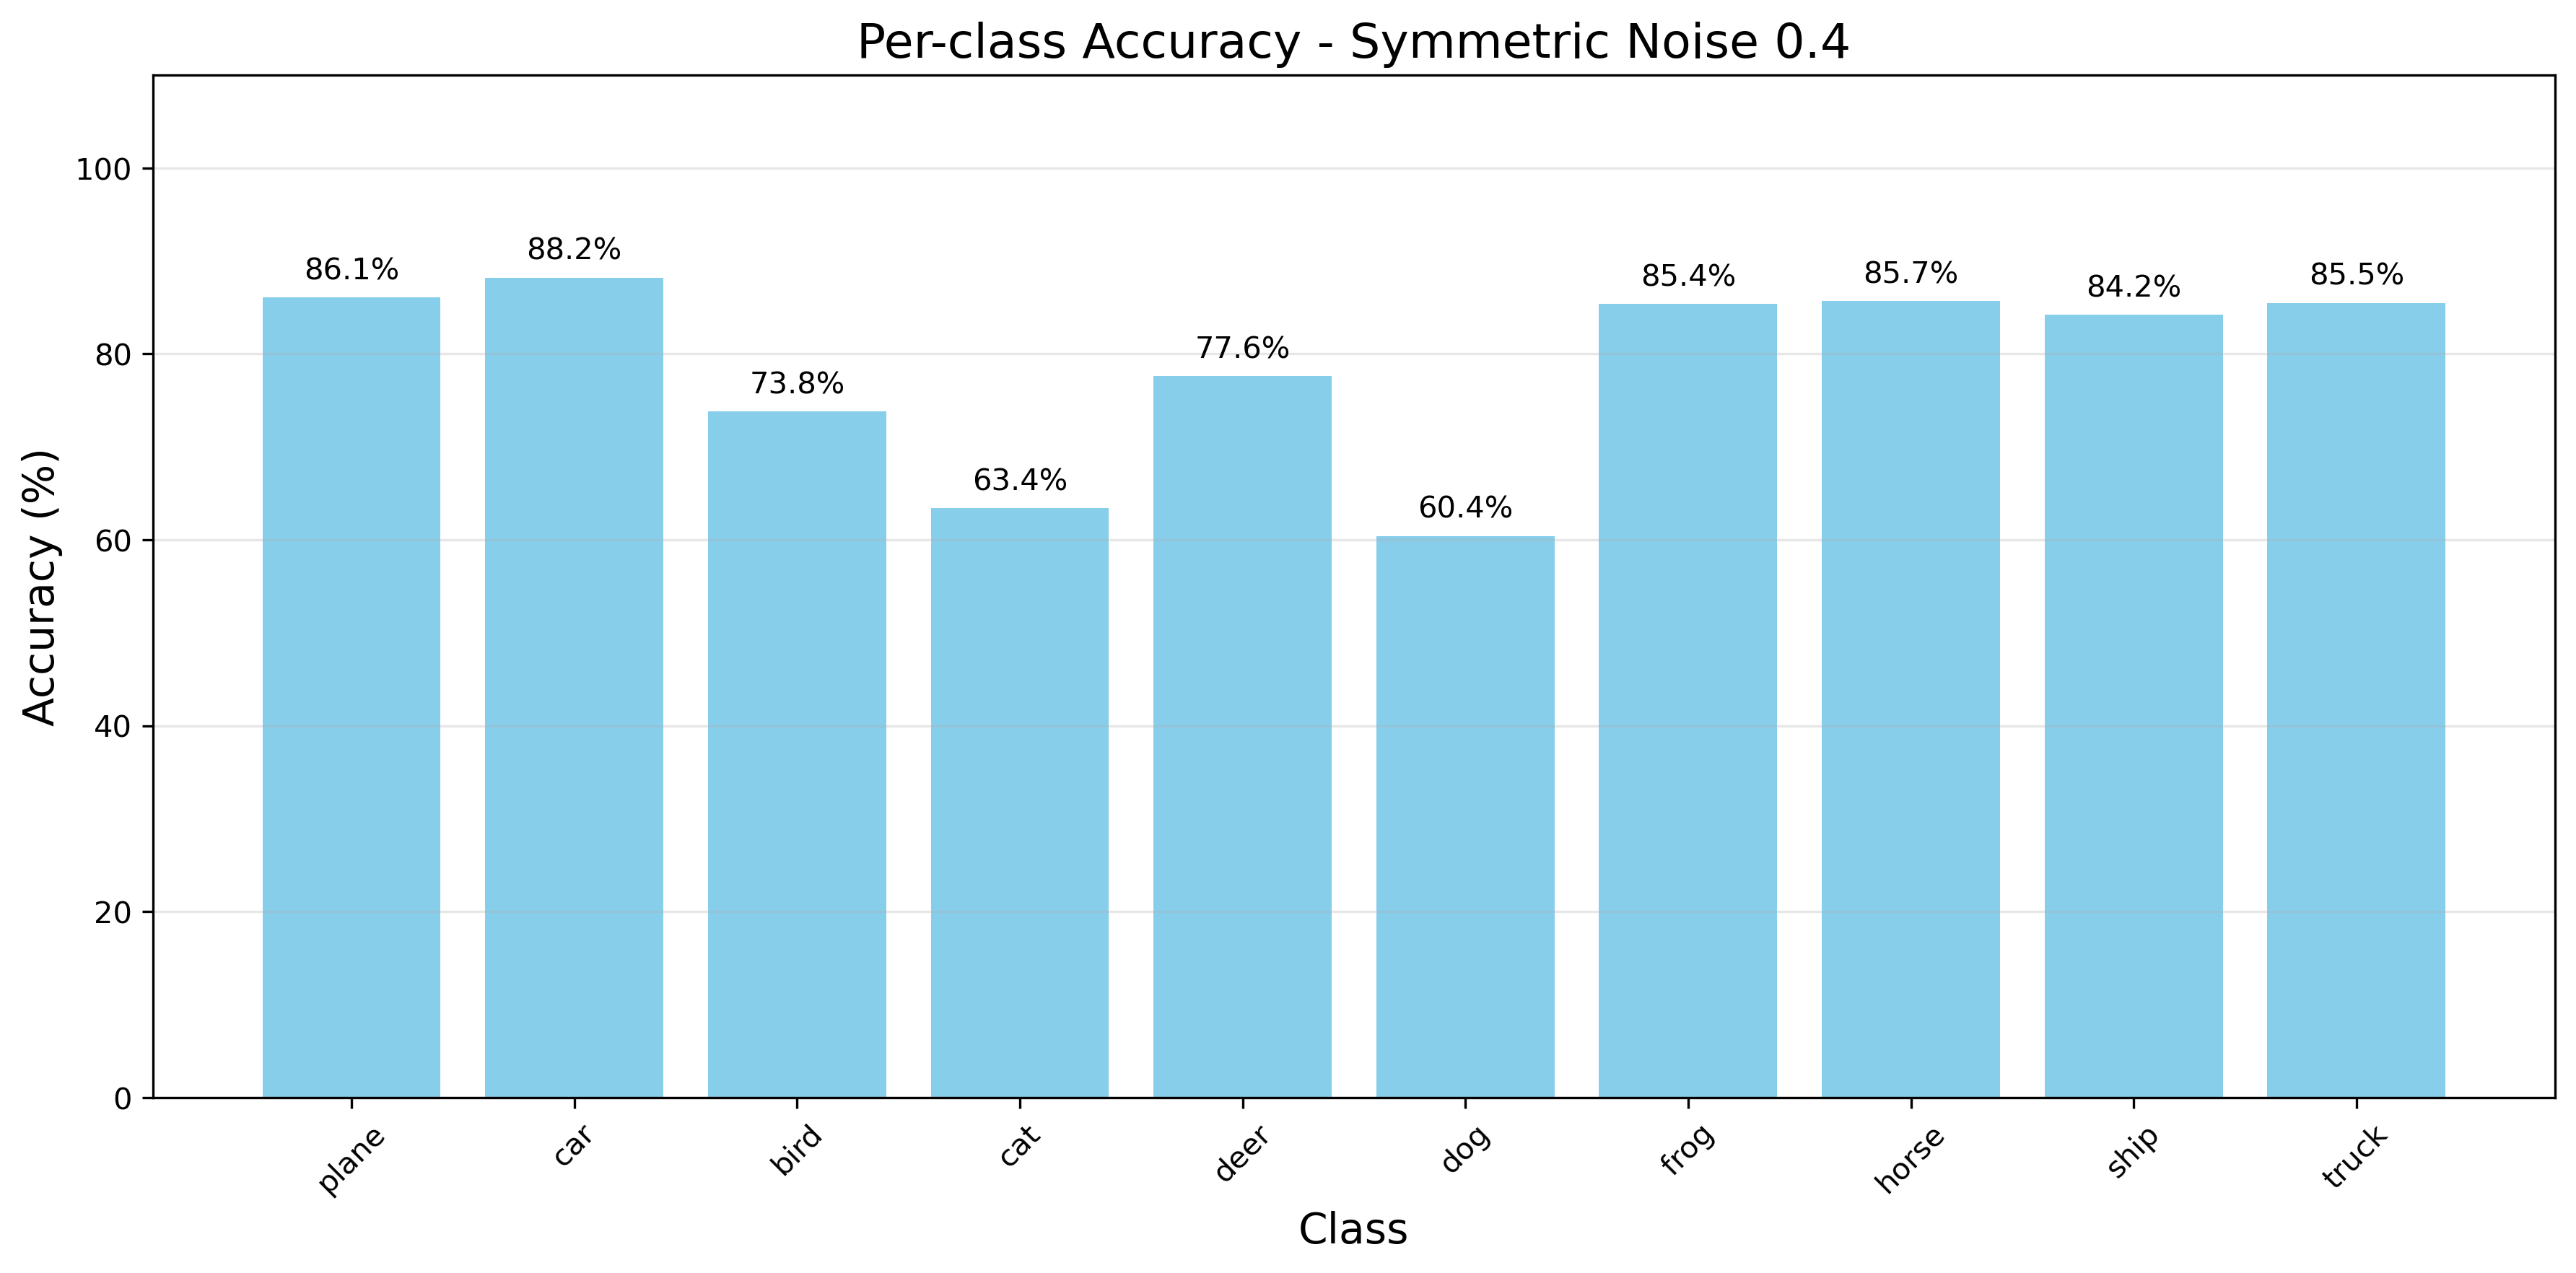 Per-class Accuracy - Symmetric Noise 0.4
Accuracy (%)
100
80
60
40
20
0
86.1%
88.2%
73.8%
63.4%
77.6%
60.4%
85.4%
85.7%
84.2%
85.5%
plane
car
bird
cat
deer
dog
frog
horse
ship
truck
Class